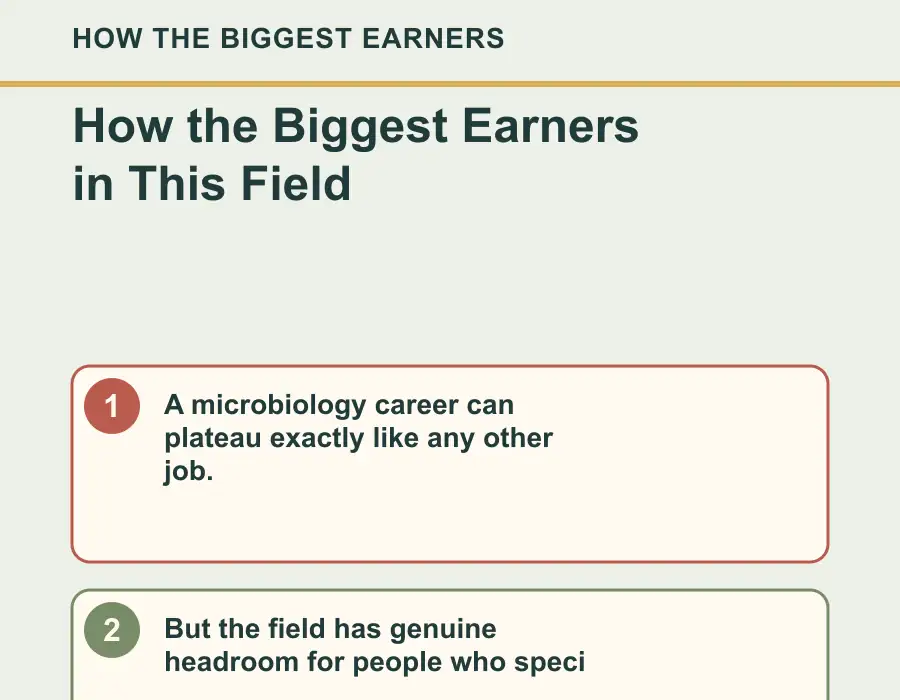 HOW THE BIGGEST EARNERS
How the Biggest Earners
in This Field
1
A microbiology career can
plateau exactly like any other
job.
2
But the field has genuine
headroom for people who speci